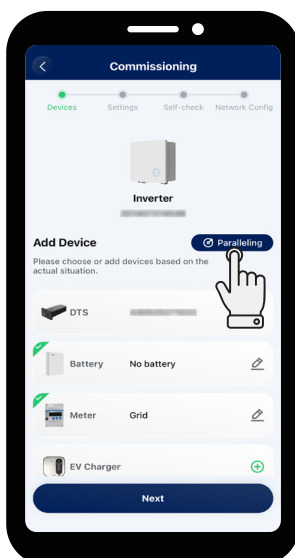 Commissioning
Devices Settings Self-check Network Config
Inverter
Add Device
Paralleling
Please choose or add devices based on the
actual situation.
DTS
Battery No battery
Meter Grid
EV Charger
Next